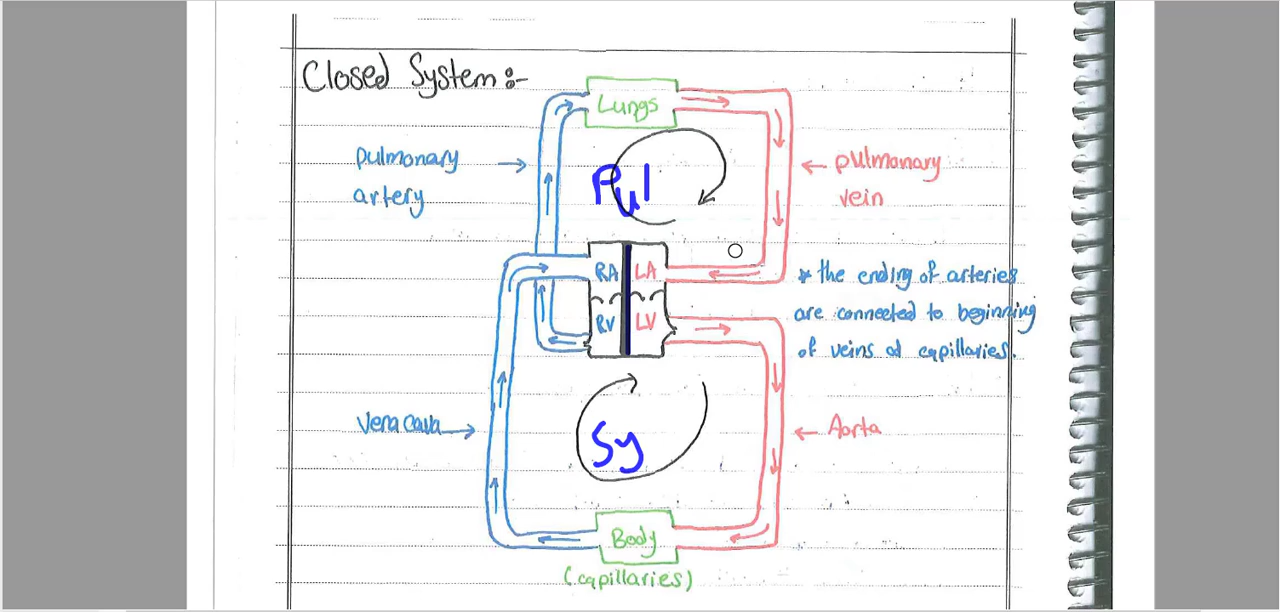 Closed System :-
Lungs
pulmonary
artery
Pul
pulmonary
vein
RA
LA
RV
LV
* the ending of arteries
are connected to beginning
of veins at capillaries.
Vena cava
Sy
Aorta
Body
(capillaries)